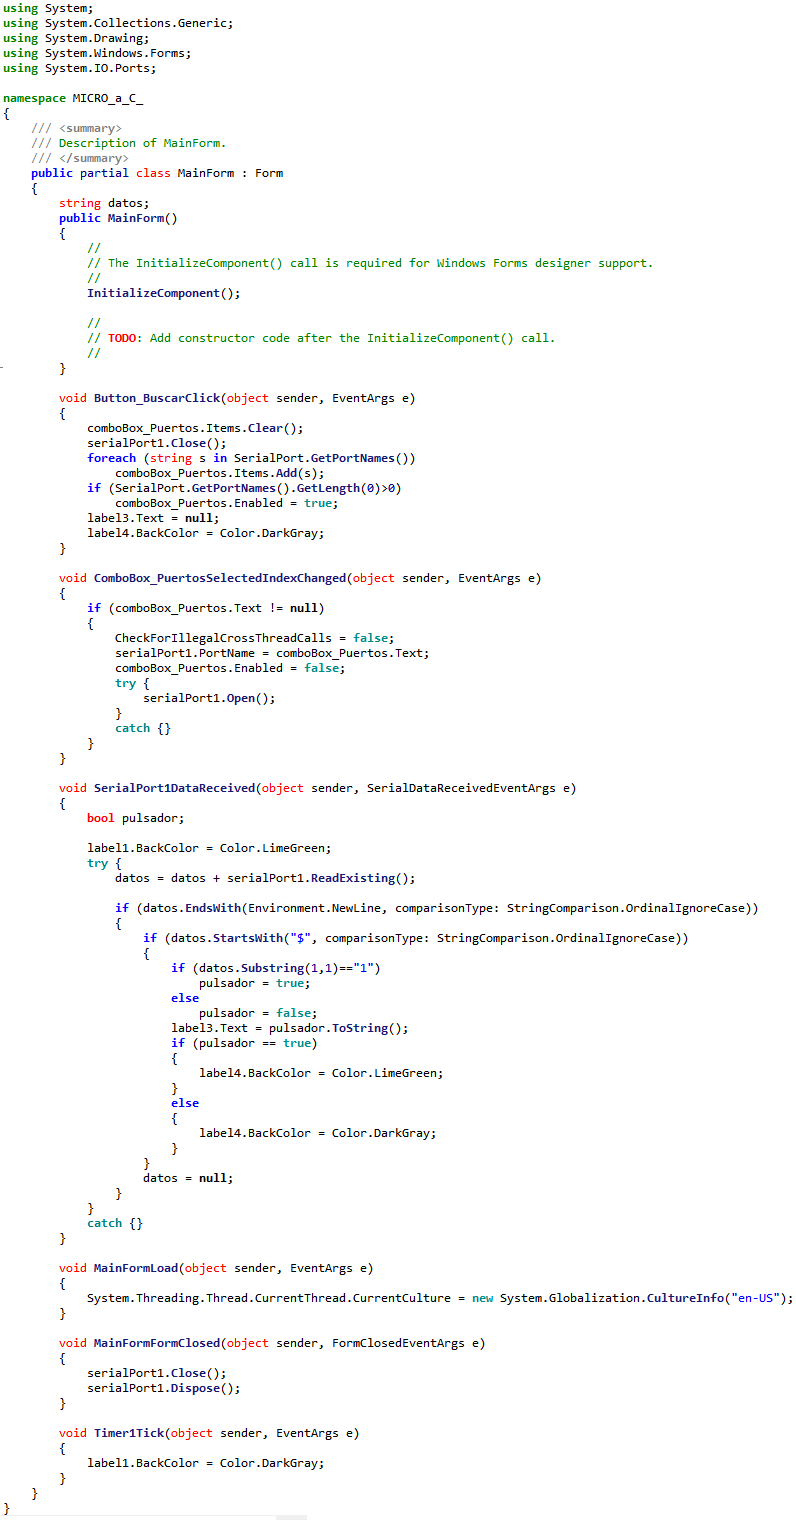 using System;
using System.Collections.Generic;
using System.Drawing;
using System.Windows.Forms;
using System.IO.Ports;

namespace MICRO_a_C_
{
    /// <summary>
    /// Description of MainForm.
    /// </summary>
    public partial class MainForm : Form
    {
        string datos;
        public MainForm()
        {
            //
            // The InitializeComponent() call is required for Windows Forms designer support.
            //
            InitializeComponent();

            //
            // TODO: Add constructor code after the InitializeComponent() call.
            //
        }

        void Button_BuscarClick(object sender, EventArgs e)
        {
            comboBox_Puertos.Items.Clear();
            serialPort1.Close();
            foreach (string s in SerialPort.GetPortNames())
                comboBox_Puertos.Items.Add(s);
            if (SerialPort.GetPortNames().GetLength(0)>0)
                comboBox_Puertos.Enabled = true;
            label3.Text = null;
            label4.BackColor = Color.DarkGray;
        }

        void ComboBox_PuertosSelectedIndexChanged(object sender, EventArgs e)
        {
            if (comboBox_Puertos.Text != null)
            {
                CheckForIllegalCrossThreadCalls = false;
                serialPort1.PortName = comboBox_Puertos.Text;
                comboBox_Puertos.Enabled = false;
                try {
                    serialPort1.Open();
                }
                catch {}
            }
        }

        void SerialPort1DataReceived(object sender, SerialDataReceivedEventArgs e)
        {
            bool pulsador;

            label1.BackColor = Color.LimeGreen;
            try {
                datos = datos + serialPort1.ReadExisting();

                if (datos.EndsWith(Environment.NewLine, comparisonType: StringComparison.OrdinalIgnoreCase))
                {
                    if (datos.StartsWith("$", comparisonType: StringComparison.OrdinalIgnoreCase))
                    {
                        if (datos.Substring(1,1)=="1")
                            pulsador = true;
                        else
                            pulsador = false;
                        label3.Text = pulsador.ToString();
                        if (pulsador == true)
                        {
                            label4.BackColor = Color.LimeGreen;
                        }
                        else
                        {
                            label4.BackColor = Color.DarkGray;
                        }
                    }
                    datos = null;
                }
            }
            catch {}
        }

        void MainFormLoad(object sender, EventArgs e)
        {
            System.Threading.Thread.CurrentThread.CurrentCulture = new System.Globalization.CultureInfo("en-US");
        }

        void MainFormFormClosed(object sender, FormClosedEventArgs e)
        {
            serialPort1.Close();
            serialPort1.Dispose();
        }

        void Timer1Tick(object sender, EventArgs e)
        {
            label1.BackColor = Color.DarkGray;
        }
    }
}